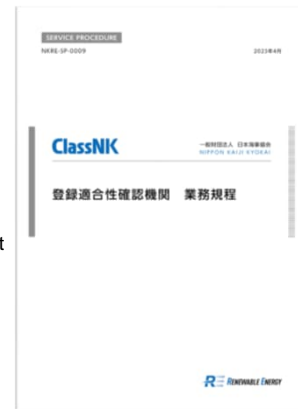 SERVICE PROCEDURE
NKRE-SP-0009 2023年4月
ClassNK 一般財団法人 日本海事協会
NIPPON KAIJI KYOKAI
登録適合性確認機関 業務規程
t
RE RENEWABLE ENERGY